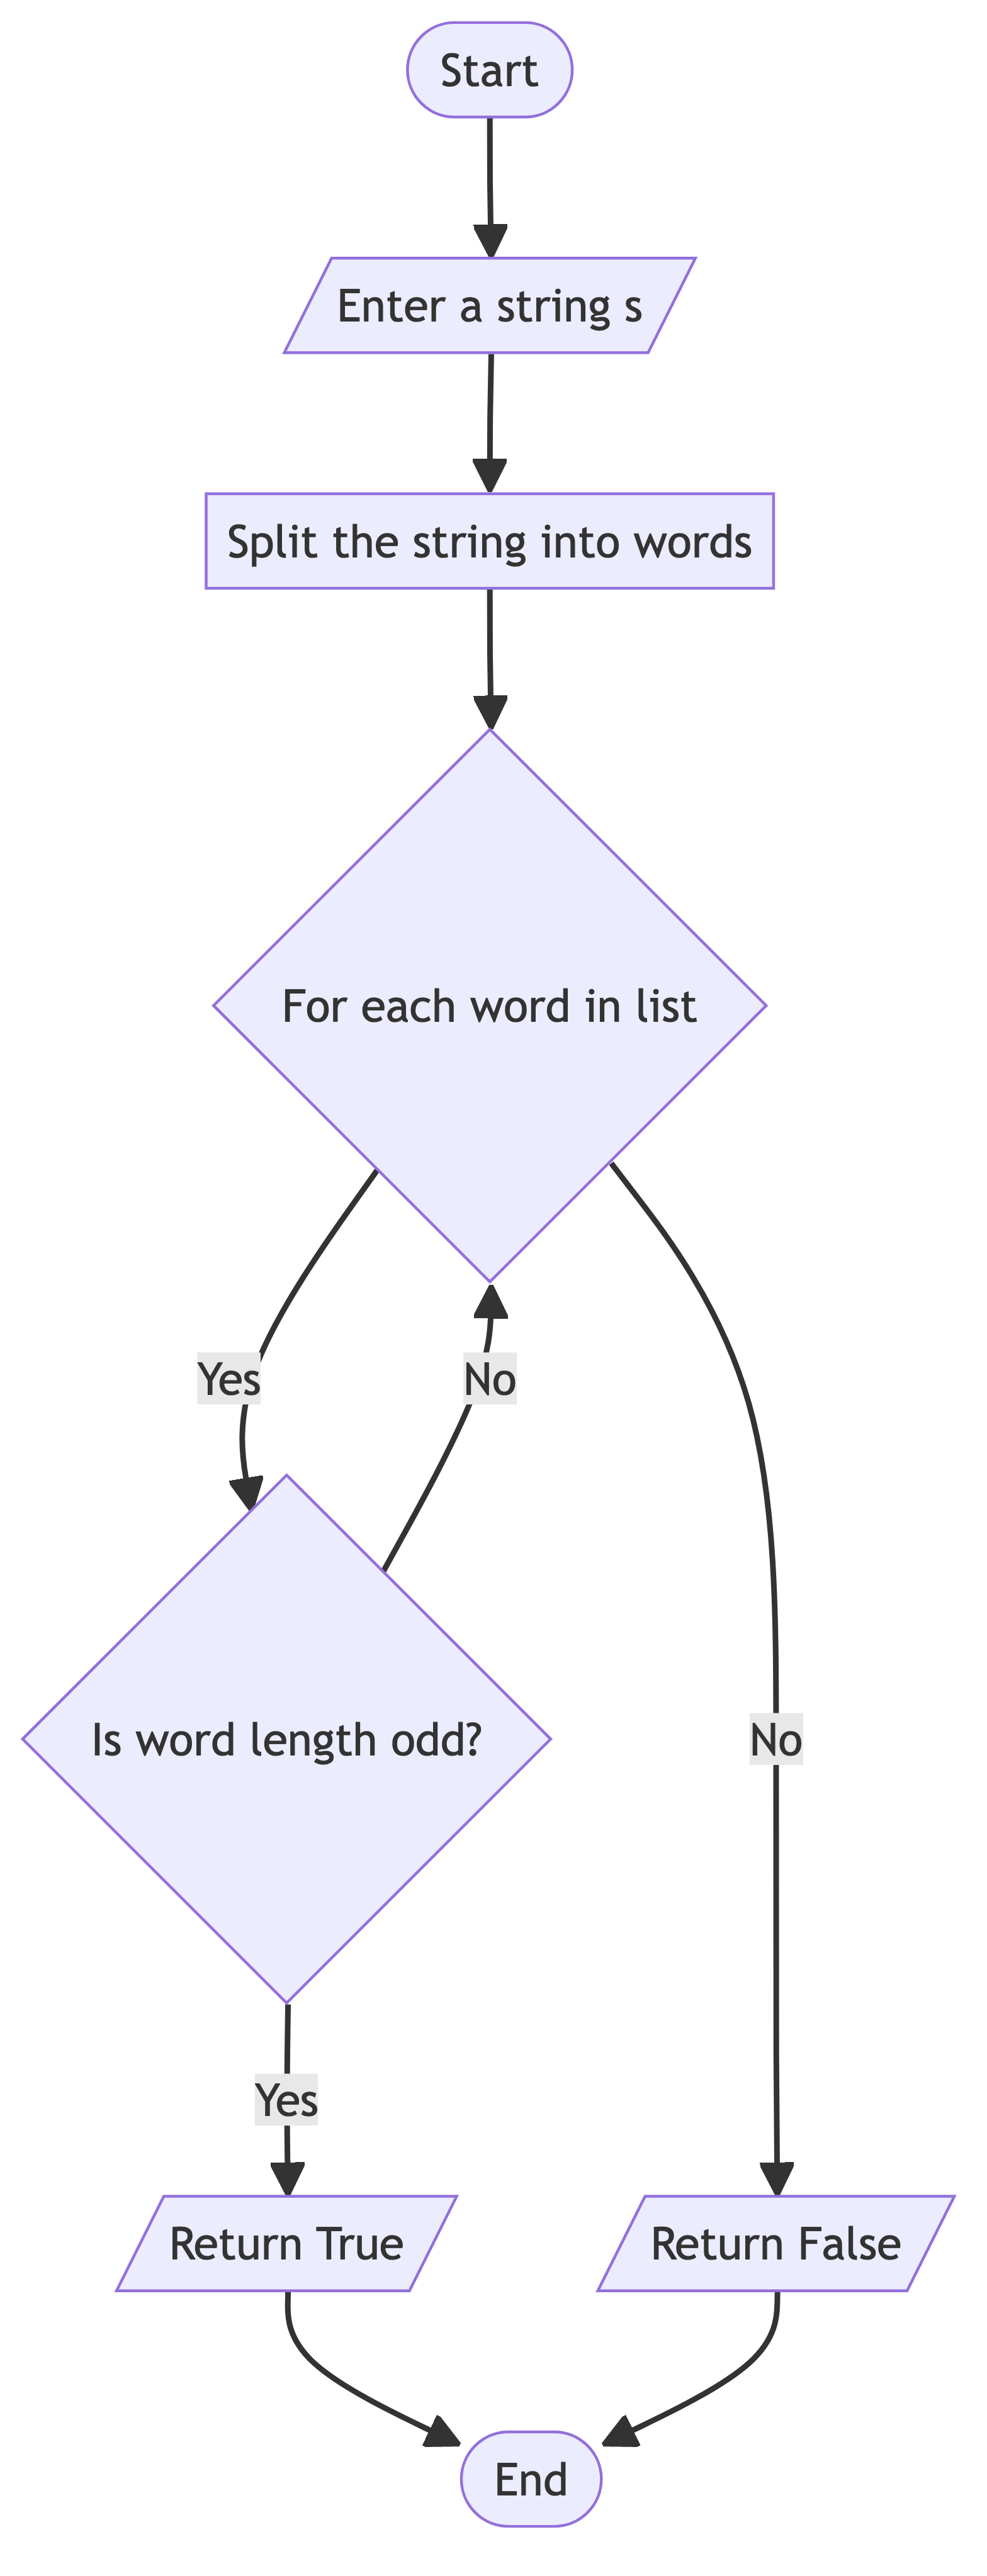 Start
Enter a string s
Split the string into words
For each word in list
Yes
No
Is word length odd?
No
Yes
Return True
Return False
End